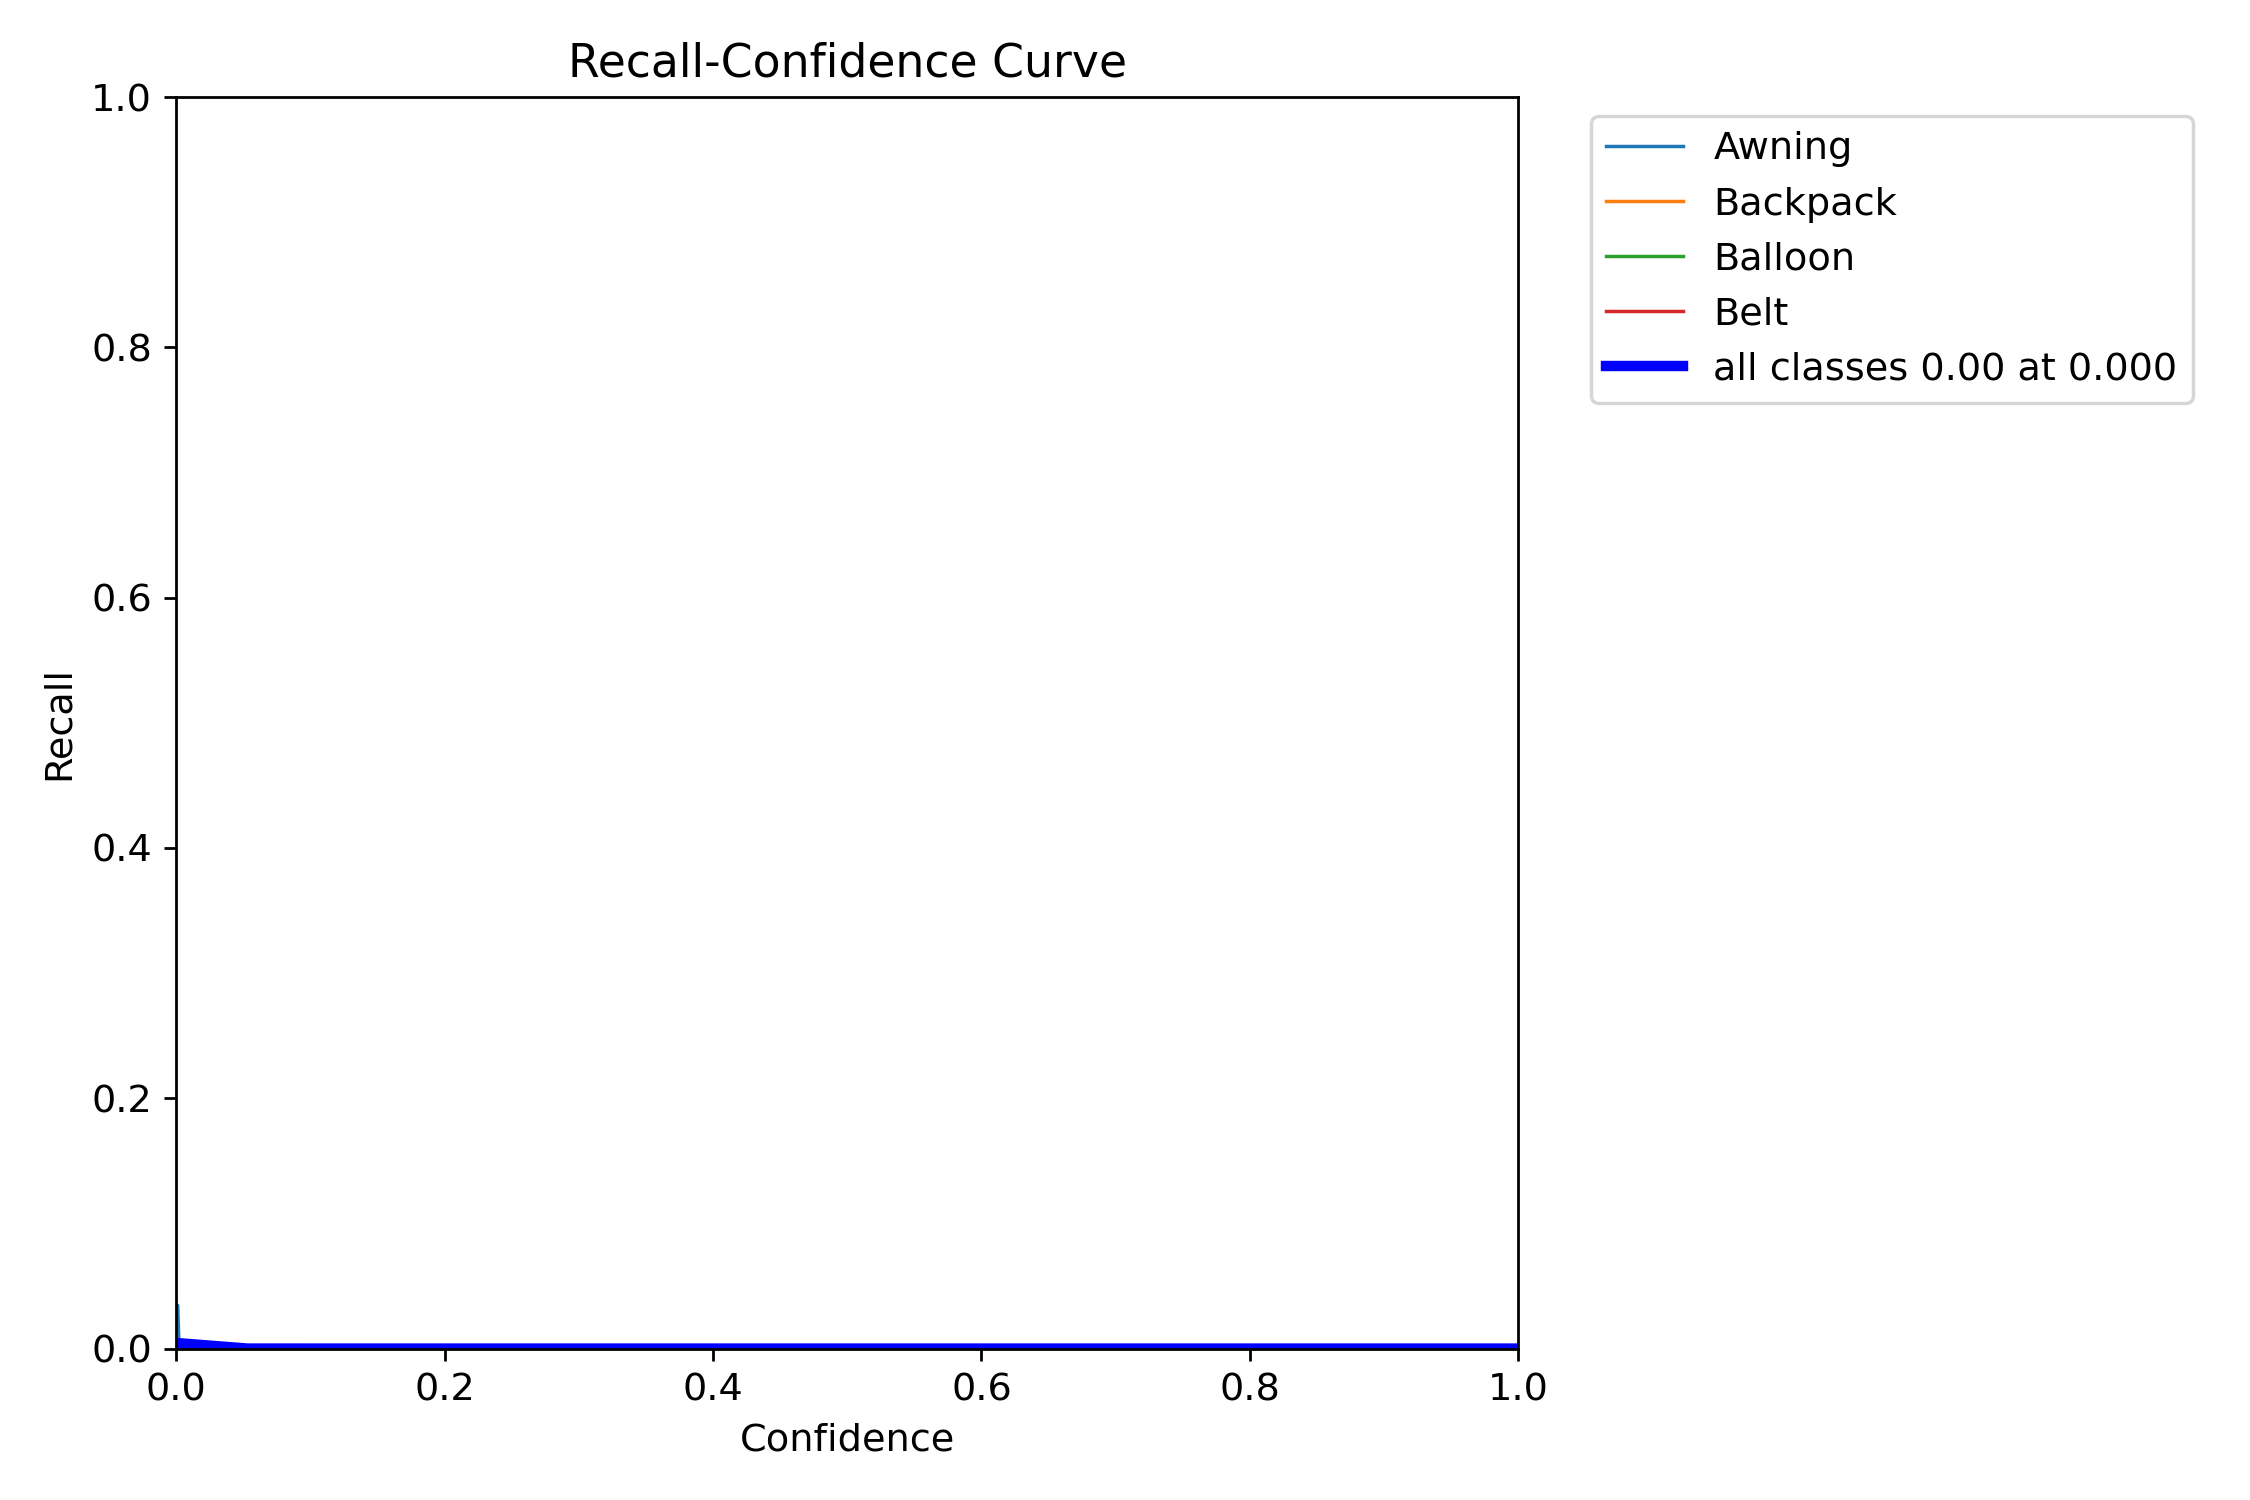 Recall-Confidence Curve
1.0
0.8
0.6
0.4
0.2
0.0
Recall
0.0 0.2 0.4 0.6 0.8 1.0
Confidence
Awning
Backpack
Balloon
Belt
all classes 0.00 at 0.000